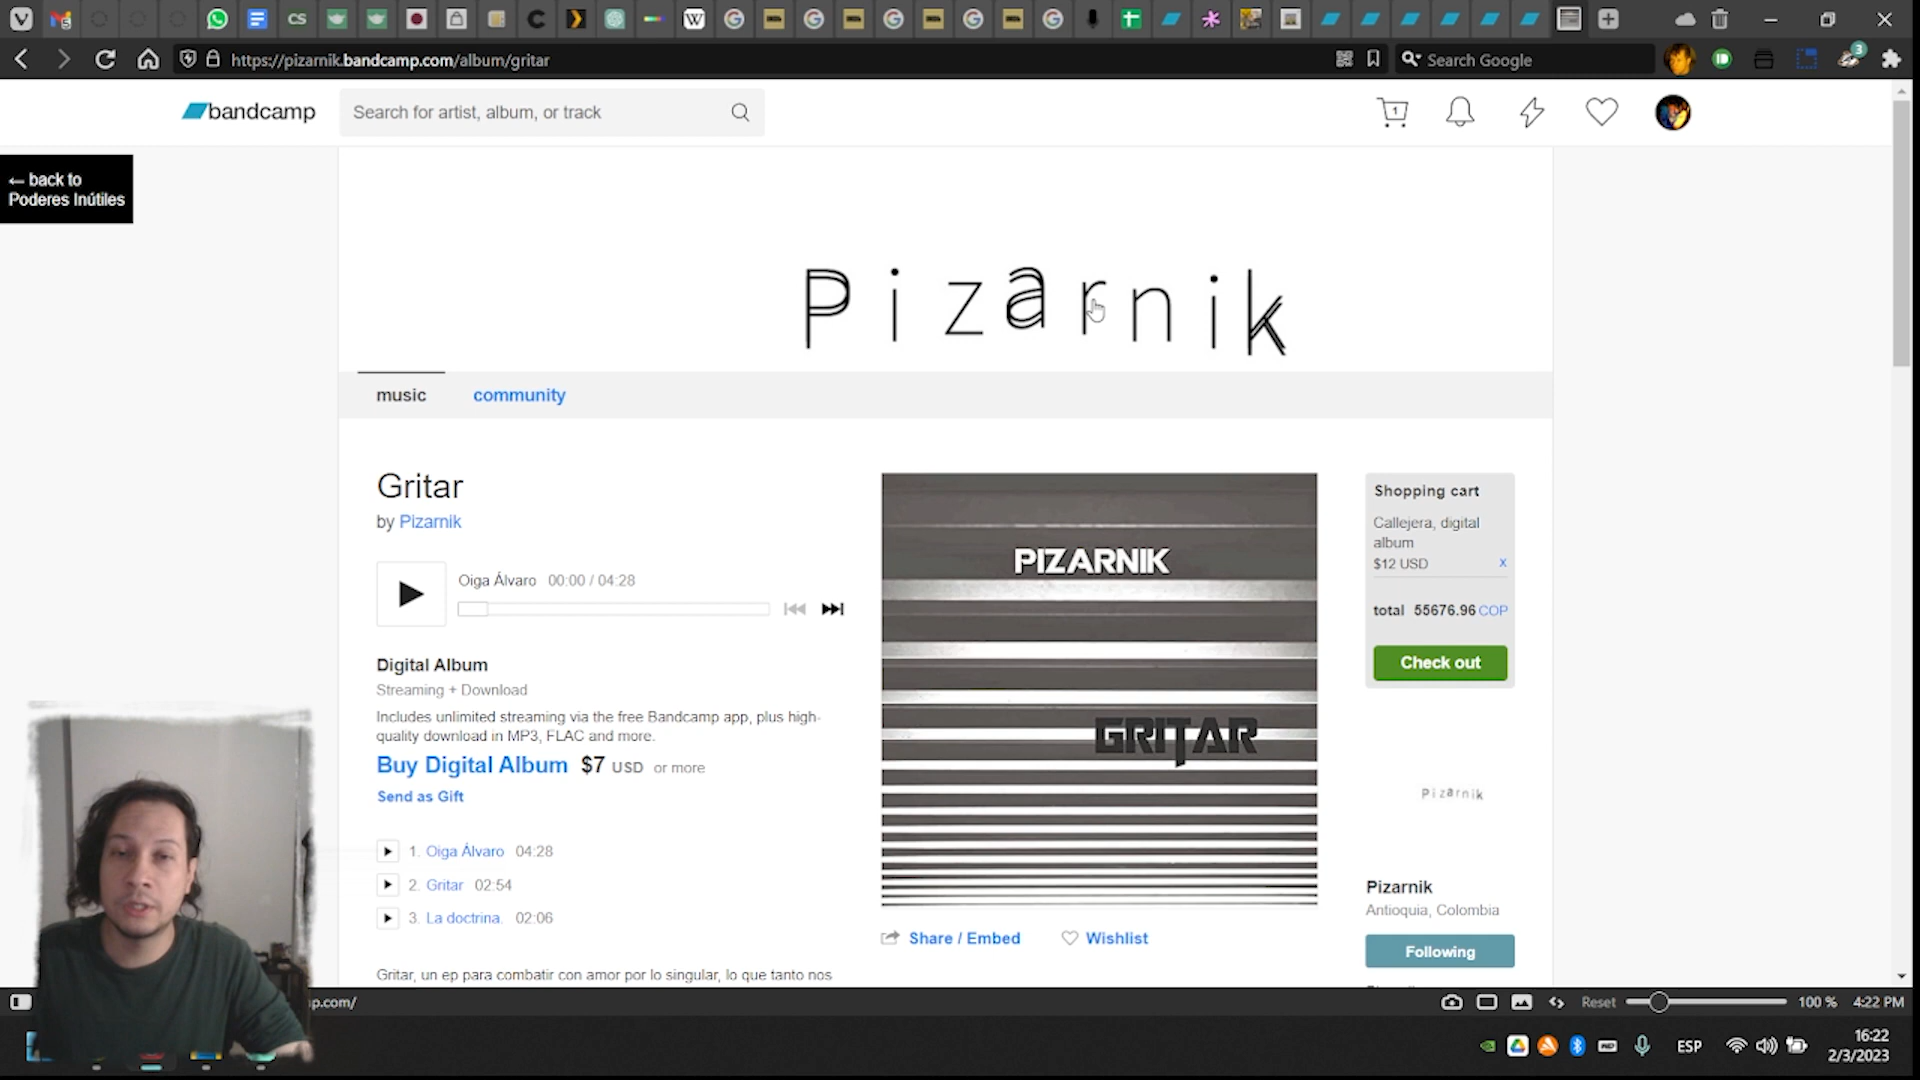 https://pizarnik.bandcamp.com/album/gritar
Search Google
3
bandcamp
Search for artist, album, or track
1
← back to
Poderes Inútiles
Pizarnik
music
community
Gritar
by Pizarnik
Oiga Álvaro 00:00 / 04:28
Digital Album
Streaming + Download
Includes unlimited streaming via the free Bandcamp app, plus high-
quality download in MP3, FLAC and more.
Buy Digital Album $7 USD or more
Send as Gift
1. Oiga Álvaro 04:28
2. Gritar 02:54
3. La doctrina. 02:06
Gritar, un ep para combatir con amor por lo singular, lo que tanto nos
PIZARNIK
GRITAR
Share / Embed
Wishlist
Shopping cart
Callejera, digital
album
$12 USD x
total 55676.96 COP
Check out
Pizarnik
Pizarnik
Antioquia, Colombia
Following
p.com/
Reset
100 %
4:22 PM
ESP
16:22
2/3/2023